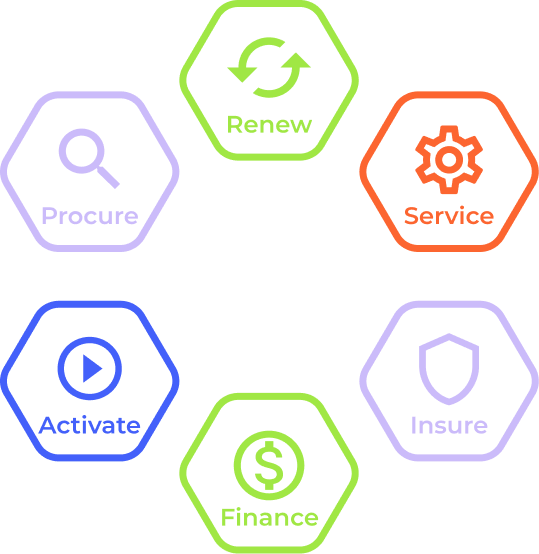 Renew
Procure
Service
Activate
Insure
$
Finance